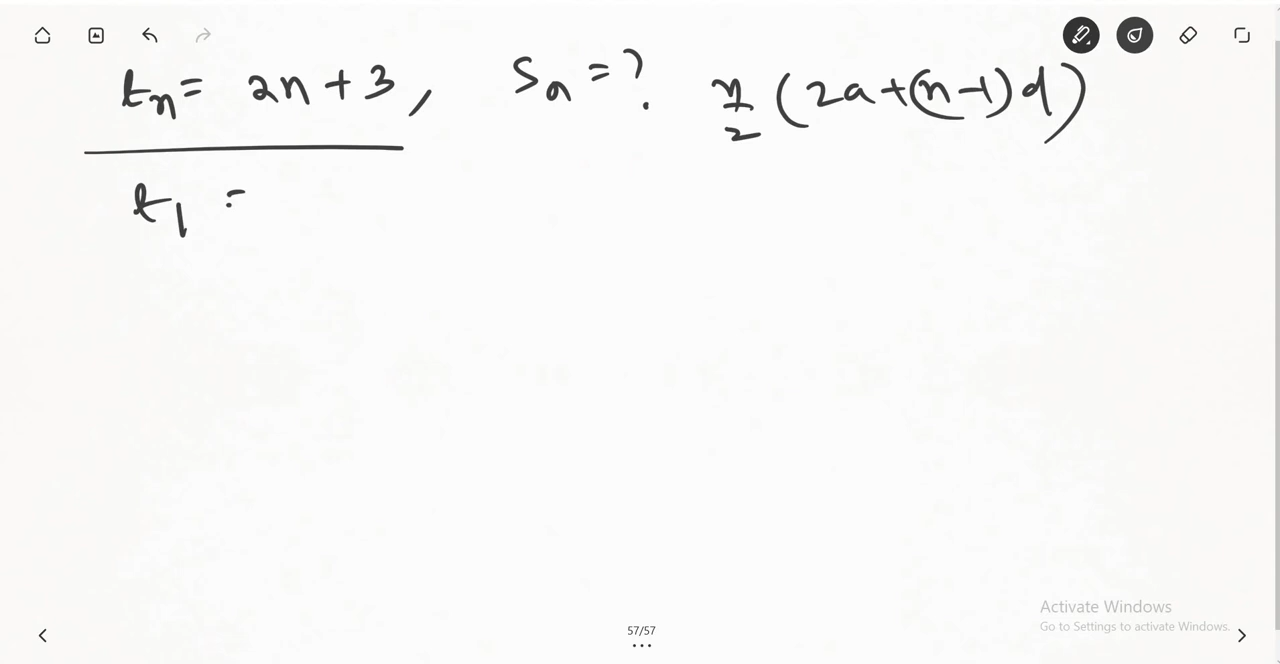 tn = 2n + 3, Sn = ? n/2 (2a + (n-1)d)
t1 =
57/57
Activate Windows
Go to Settings to activate Windows.